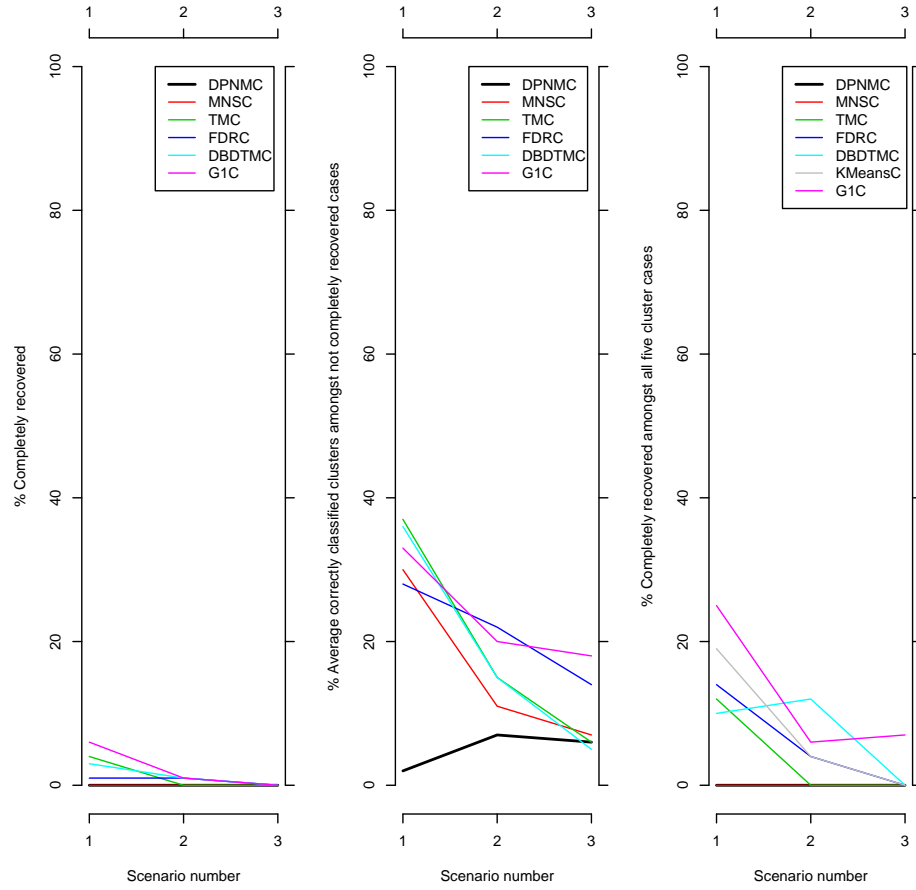 1 2 3
% Completely recovered
100
80
60
40
20
0
DPNMC
MNSC
TMC
FDRC
DBDTMC
G1C
1 2 3
Scenario number
1 2 3
% Average correctly classified clusters amongst not completely recovered cases
100
80
60
40
20
0
DPNMC
MNSC
TMC
FDRC
DBDTMC
G1C
1 2 3
Scenario number
1 2 3
% Completely recovered amongst all five cluster cases
100
80
60
40
20
0
DPNMC
MNSC
TMC
FDRC
DBDTMC
KMeansC
G1C
1 2 3
Scenario number